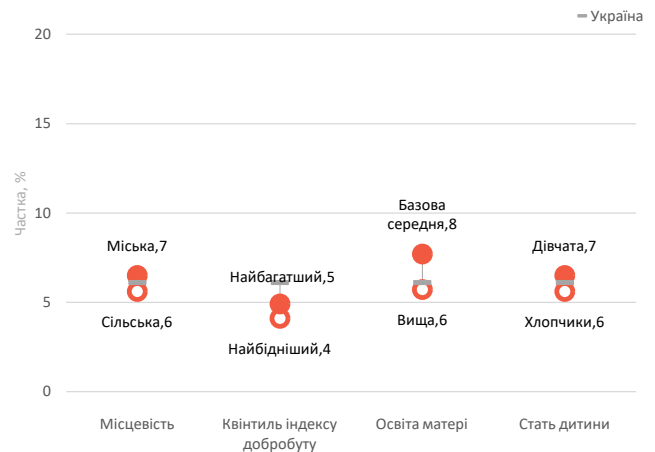 Україна
20
15
10
5
0
Частка, %
Міська,7
Сільська,6
Найбагатший,5
Найбідніший,4
Базова
середня,8
Вища,6
Дівчата,7
Хлопчики,6
Місцевість
Квінтиль індексу
добробуту
Освіта матері
Стать дитини